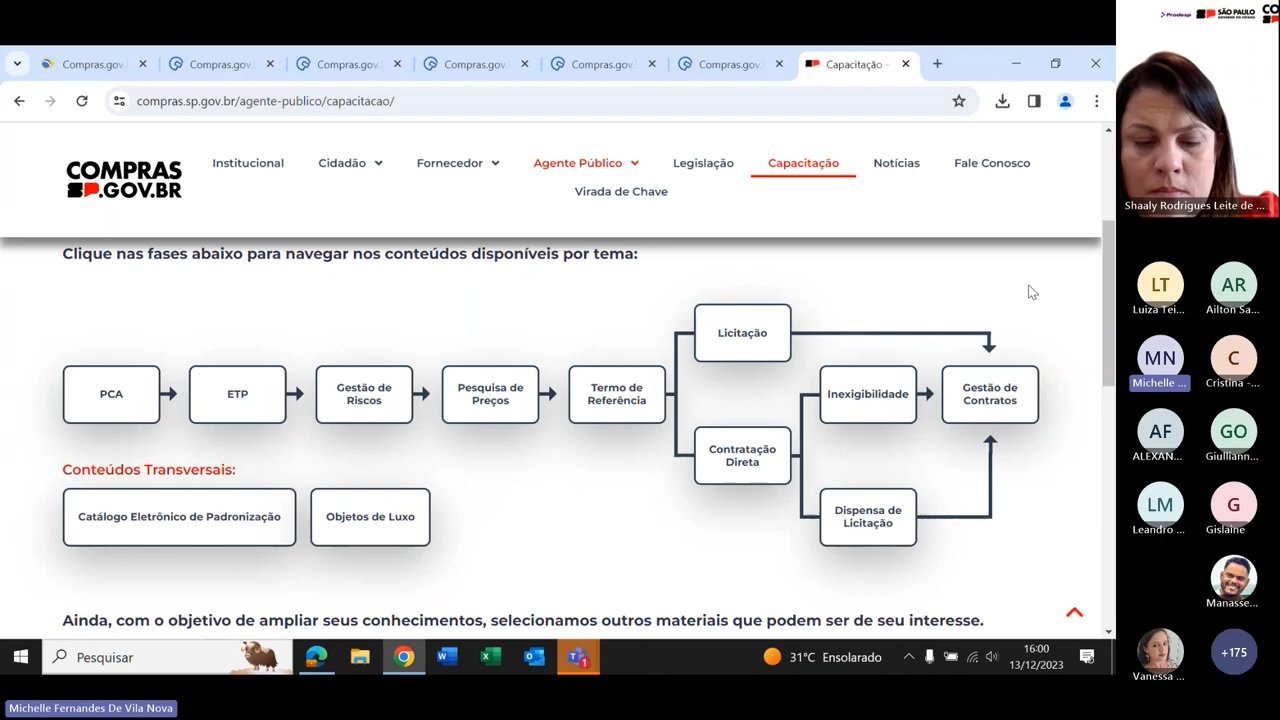 Prodesp
SÃO PAULO
GOVERNO DO ESTADO
Compras.gov.
Compras.gov.
Compras.gov.
Compras.gov.
Compras.gov.
Compras.gov.
Capacitação –
compras.sp.gov.br/agente-publico/capacitacao/
COMPRAS
SP.GOV.BR
Institucional
Cidadão
Fornecedor
Agente Público
Legislação
Capacitação
Notícias
Fale Conosco
Virada de Chave
Clique nas fases abaixo para navegar nos conteúdos disponíveis por tema:
PCA
ETP
Gestão de
Riscos
Pesquisa de
Preços
Termo de
Referência
Licitação
Contratação
Direta
Inexigibilidade
Dispensa de
Licitação
Gestão de
Contratos
Conteúdos Transversais:
Catálogo Eletrônico de Padronização
Objetos de Luxo
Ainda, com o objetivo de ampliar seus conhecimentos, selecionamos outros materiais que podem ser de seu interesse.
Pesquisar
1
31°C Ensolarado
16:00
13/12/2023
Michelle Fernandes De Vila Nova
Shaaly Rodrigues Leite de ...
LT
Luiza Tei...
AR
Ailton Sa...
MN
Michelle ...
C
Cristina -...
AF
ALEXAN...
GO
Giulliann...
LM
Leandro ...
G
Gislaine
Manasse...
Vanessa ...
+175